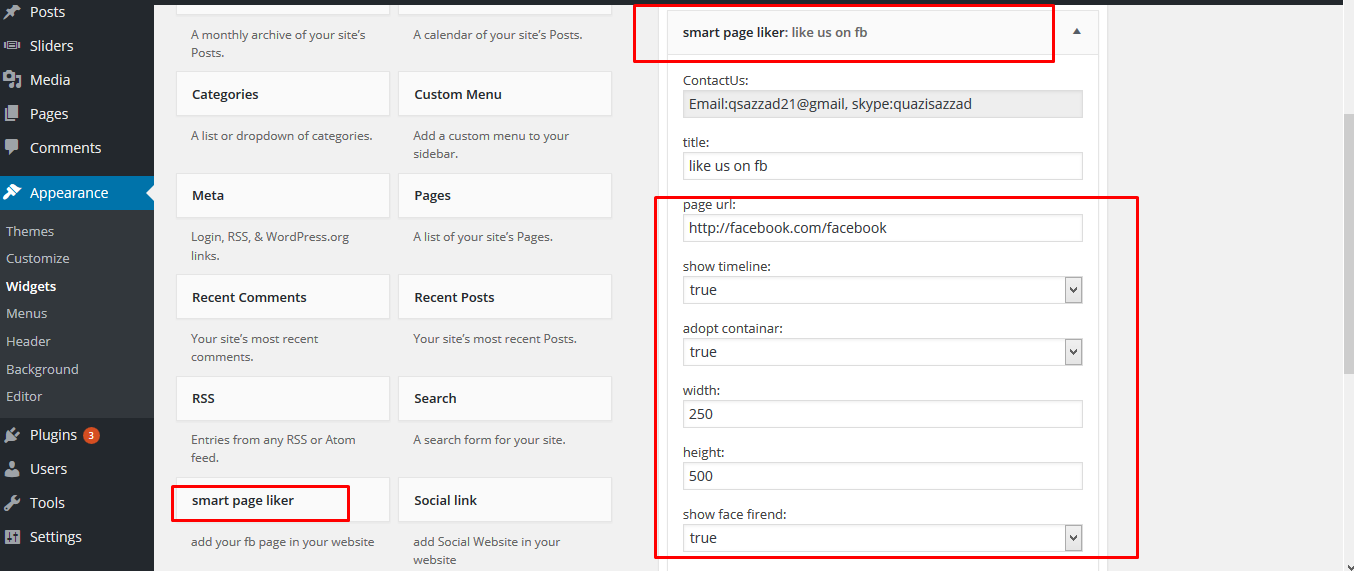 Posts
Sliders
Media
Pages
Comments
Appearance
Themes
Customize
Widgets
Menus
Header
Background
Editor
Plugins 3
Users
Tools
Settings
A monthly archive of your site's
Posts.
A calendar of your site's Posts.
Categories
A list or dropdown of categories.
Custom Menu
Add a custom menu to your
sidebar.
Meta
Login, RSS, & WordPress.org
links.
Pages
A list of your site's Pages.
Recent Comments
Your site's most recent
comments.
Recent Posts
Your site's most recent Posts.
RSS
Entries from any RSS or Atom
feed.
Search
A search form for your site.
smart page liker
add your fb page in your website
Social link
add Social Website in your
website
smart page liker: like us on fb
ContactUs:
Email:qsazzad21@gmail, skype:quazisazzad
title:
like us on fb
page url:
http://facebook.com/facebook
show timeline:
true
adopt containar:
true
width:
250
height:
500
show face firend:
true